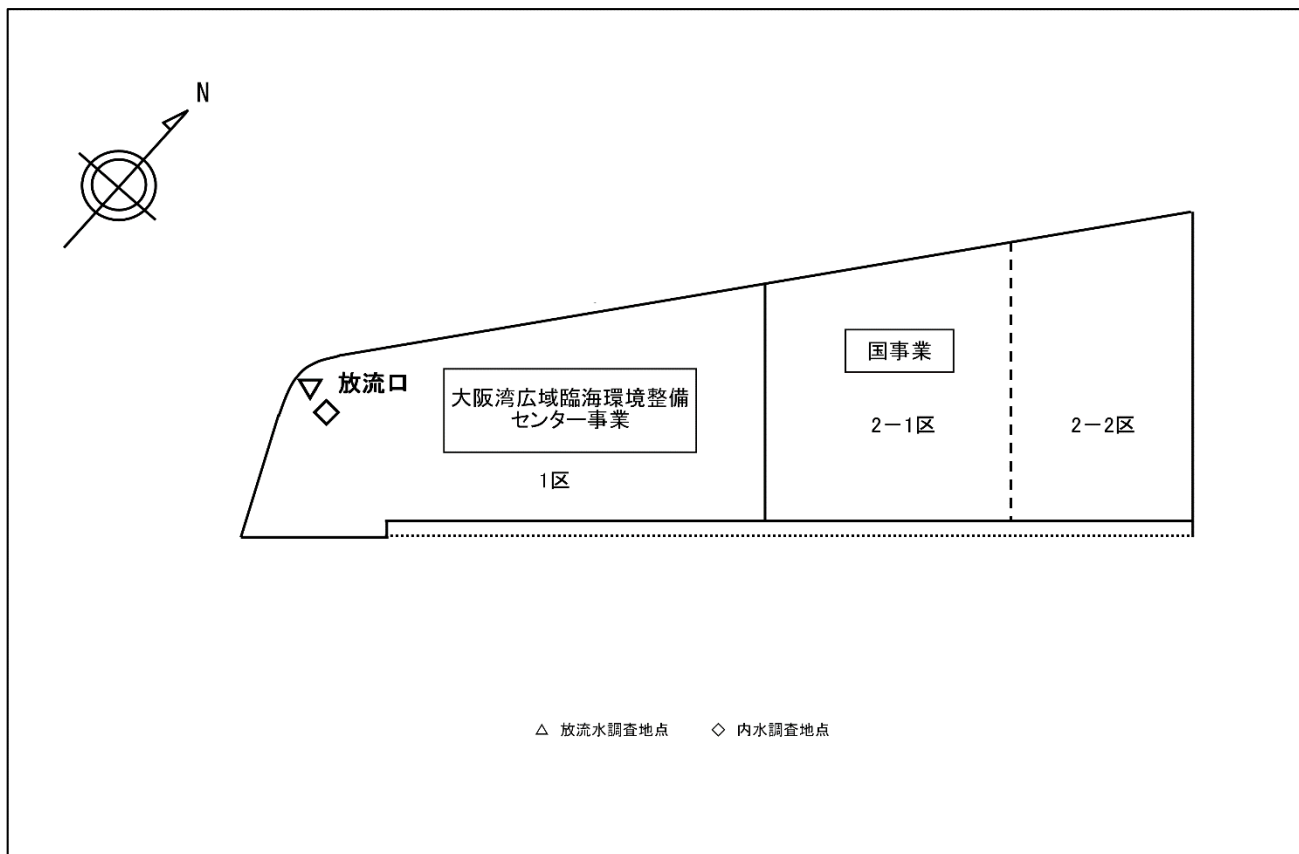 N
放流口
大阪湾広域臨海環境整備
センター事業
1区
国事業
2-1区
2-2区
△ 放流水調査地点 ◇ 内水調査地点